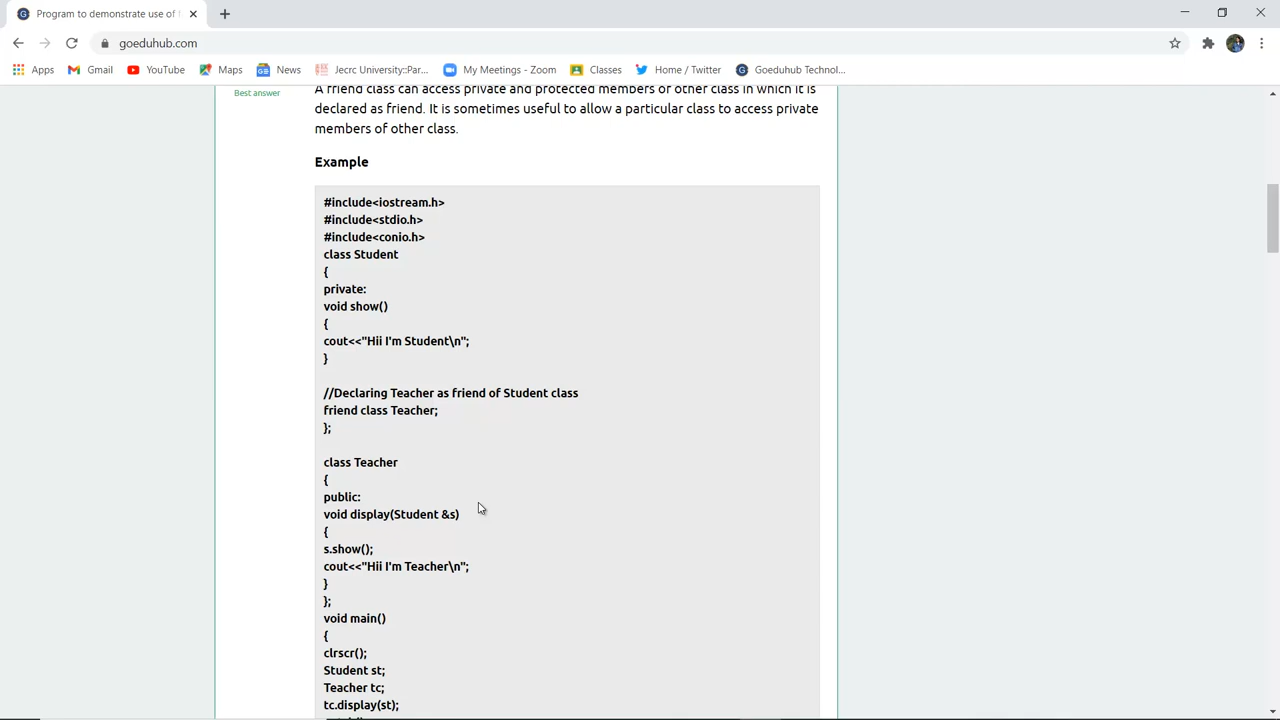 Program to demonstrate use of
goeduhub.com
Apps Gmail YouTube Maps News Jecrc University::Par... My Meetings - Zoom Classes Home / Twitter Goeduhub Technol...
Best answer
A friend class can access private and protected members of other class in which it is
declared as friend. It is sometimes useful to allow a particular class to access private
members of other class.
Example
#include<iostream.h>
#include<stdio.h>
#include<conio.h>
class Student
{
private:
void show()
{
cout<<"Hii I'm Student\n";
}
//Declaring Teacher as friend of Student class
friend class Teacher;
};
class Teacher
{
public:
void display(Student &s)
{
s.show();
cout<<"Hii I'm Teacher\n";
}
};
void main()
{
clrscr();
Student st;
Teacher tc;
tc.display(st);